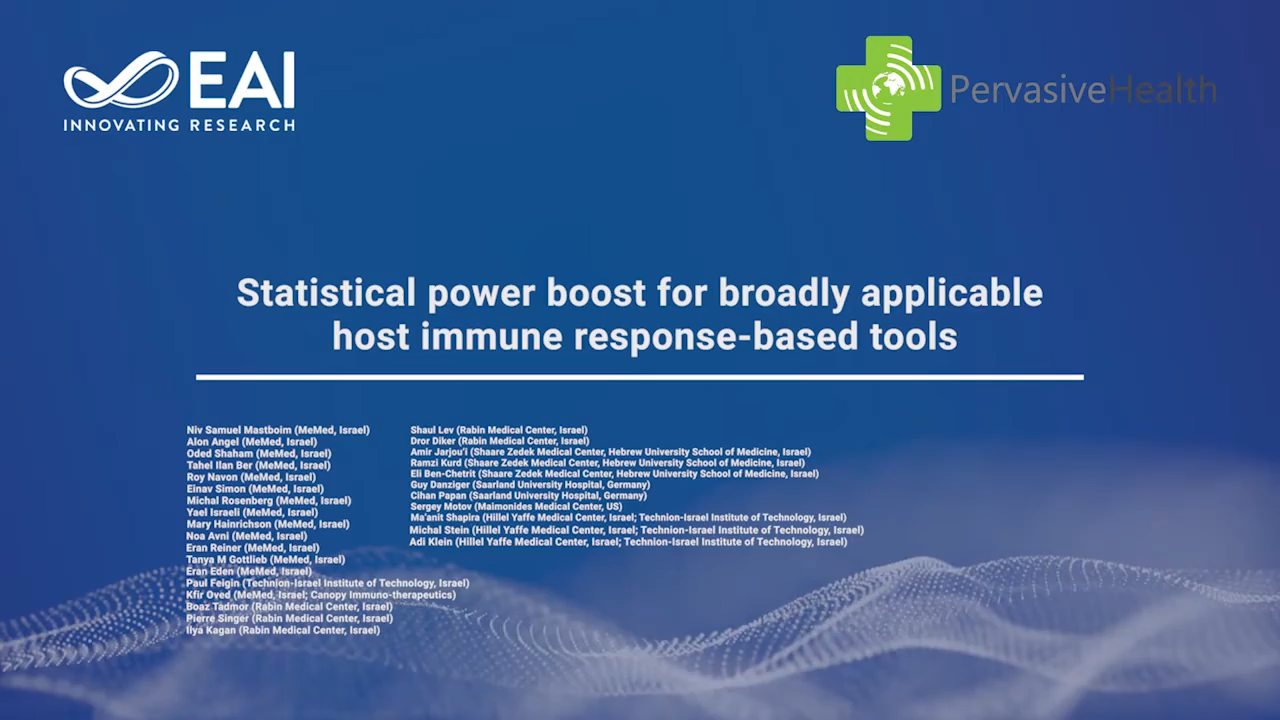 EAI
INNOVATING RESEARCH
PervasiveHealth
Statistical power boost for broadly applicable
host immune response-based tools
Niv Samuel Mastboim (MeMed, Israel)
Alon Angel (MeMed, Israel)
Oded Shaham (MeMed, Israel)
Tahel Ilan Ber (MeMed, Israel)
Roy Navon (MeMed, Israel)
Einav Simon (MeMed, Israel)
Michal Rosenberg (MeMed, Israel)
Yael Israeli (MeMed, Israel)
Mary Hainrichson (MeMed, Israel)
Noa Avni (MeMed, Israel)
Eran Reiner (MeMed, Israel)
Tanya M Gottlieb (MeMed, Israel)
Eran Eden (MeMed, Israel)
Paul Feigin (Technion-Israel Institute of Technology, Israel)
Kfir Oved (MeMed, Israel; Canopy Immuno-therapeutics)
Boaz Tadmor (Rabin Medical Center, Israel)
Pierre Singer (Rabin Medical Center, Israel)
Ilya Kagan (Rabin Medical Center, Israel)
Shaul Lev (Rabin Medical Center, Israel)
Dror Diker (Rabin Medical Center, Israel)
Amir Jarjou'i (Shaare Zedek Medical Center, Hebrew University School of Medicine, Israel)
Ramzi Kurd (Shaare Zedek Medical Center, Hebrew University School of Medicine, Israel)
Eli Ben-Chetrit (Shaare Zedek Medical Center, Hebrew University School of Medicine, Israel)
Guy Danziger (Saarland University Hospital, Germany)
Cihan Papan (Saarland University Hospital, Germany)
Sergey Motov (Maimonides Medical Center, US)
Ma'anit Shapira (Hillel Yaffe Medical Center, Israel; Technion-Israel Institute of Technology, Israel)
Michal Stein (Hillel Yaffe Medical Center, Israel; Technion-Israel Institute of Technology, Israel)
Adi Klein (Hillel Yaffe Medical Center, Israel; Technion-Israel Institute of Technology, Israel)